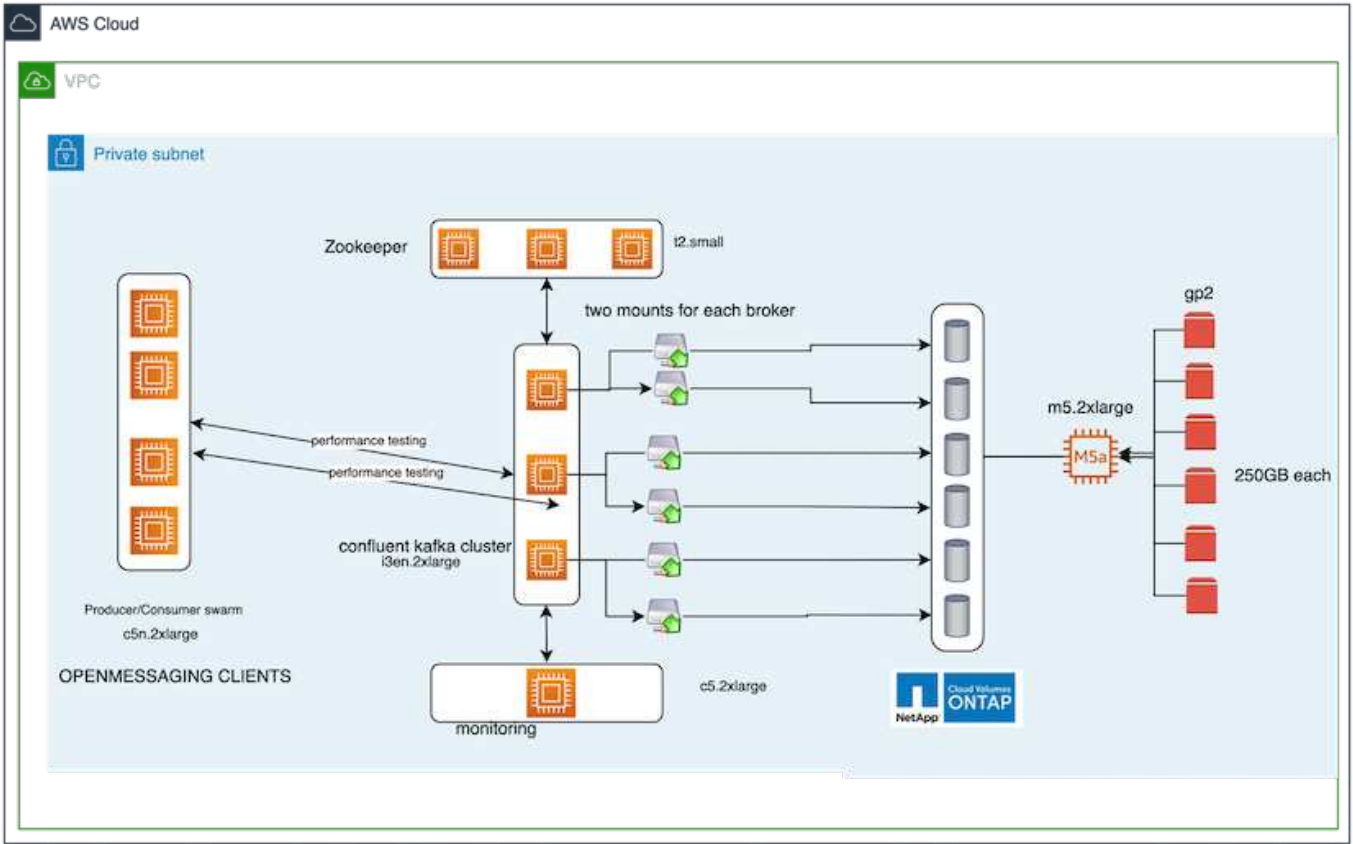 AWS Cloud
VPC
Private subnet
Zookeeper
t2.small
two mounts for each broker
gp2
m5.2xlarge
M5a
250GB each
performance testing
performance testing
confluent kafka cluster
i3en.2xlarge
Producer/Consumer swarm
c5n.2xlarge
OPENMESSAGING CLIENTS
c5.2xlarge
monitoring
NetApp
Cloud Volumes
ONTAP